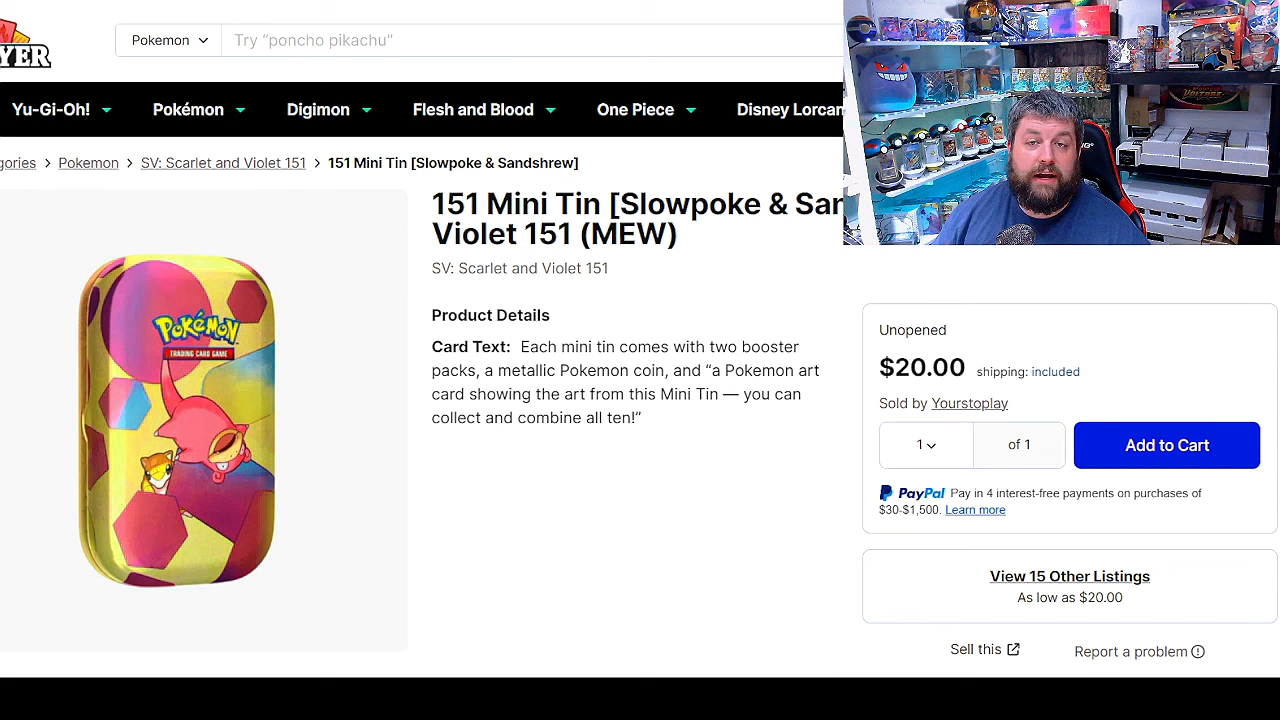 YER
Pokemon
Try “poncho pikachu”
Yu-Gi-Oh!
Pokémon
Digimon
Flesh and Blood
One Piece
Disney Lorcan
gories > Pokemon > SV: Scarlet and Violet 151 > 151 Mini Tin [Slowpoke & Sandshrew]
151 Mini Tin [Slowpoke & San
Violet 151 (MEW)
SV: Scarlet and Violet 151
POKéMON
TRADING CARD GAME
Product Details
Card Text: Each mini tin comes with two booster
packs, a metallic Pokemon coin, and “a Pokemon art
card showing the art from this Mini Tin — you can
collect and combine all ten!”
Unopened
$20.00 shipping: included
Sold by Yourstoplay
1
of 1
Add to Cart
PayPal Pay in 4 interest-free payments on purchases of
$30-$1,500. Learn more
View 15 Other Listings
As low as $20.00
Sell this
Report a problem